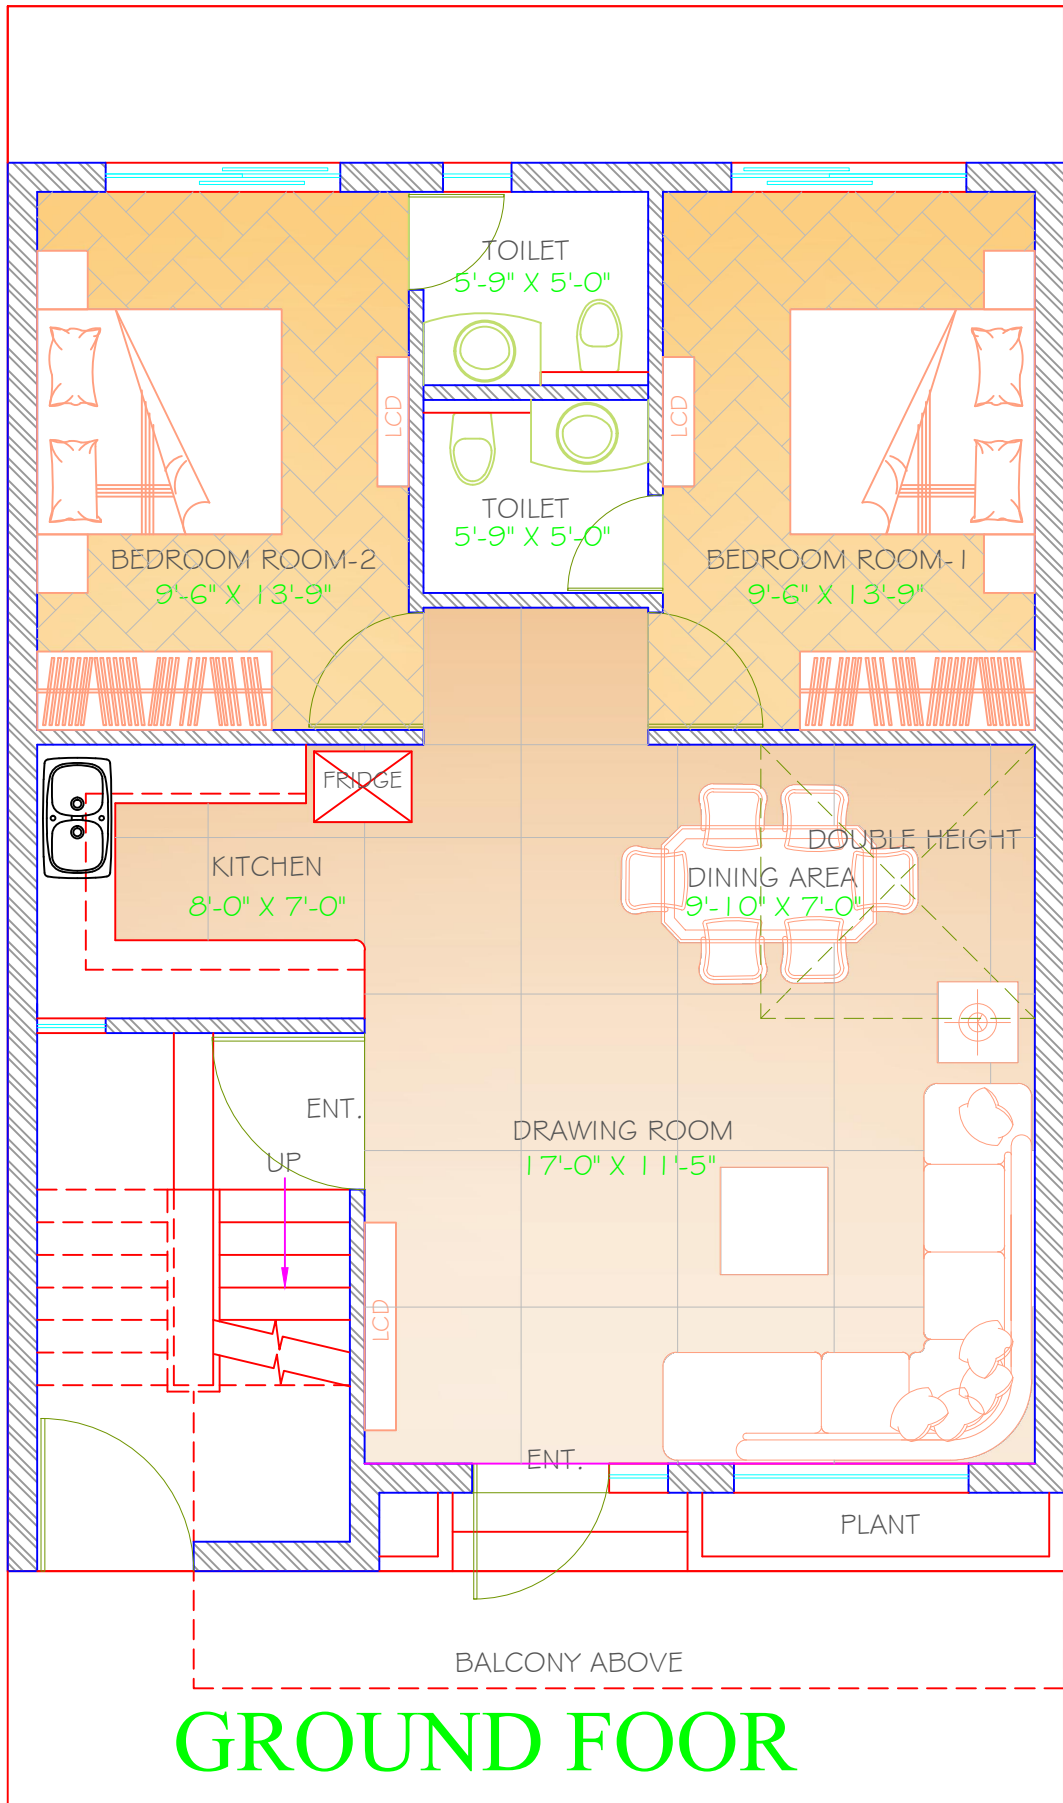 TOILET
5'-9" X 5'-0"
LCD
LCD
TOILET
5'-9" X 5'-0"
BEDROOM ROOM-2
9'-6" X 13'-9"
BEDROOM ROOM-1
9'-6" X 13'-9"
FRIDGE
DOUBLE HEIGHT
KITCHEN
8'-0" X 7'-0"
DINING AREA
9'-10" X 7'-0"
ENT.
DRAWING ROOM
17'-0" X 11'-5"
UP
LCD
ENT.
PLANT
BALCONY ABOVE
GROUND FOOR